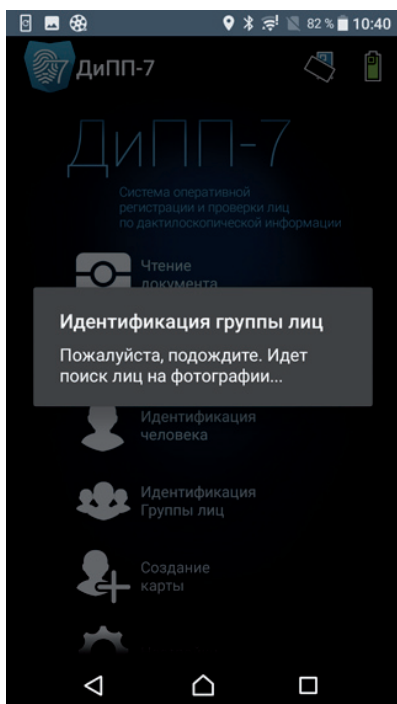 82 % 10:40
ДиПП-7
ДиПП-7
Система оперативной
регистрации и проверки лиц
по дактилоскопической информации
Чтение
документа
Идентификация группы лиц
Пожалуйста, подождите. Идет
поиск лиц на фотографии...
Идентификация
человека
Идентификация
Группы лиц
Создание
карты